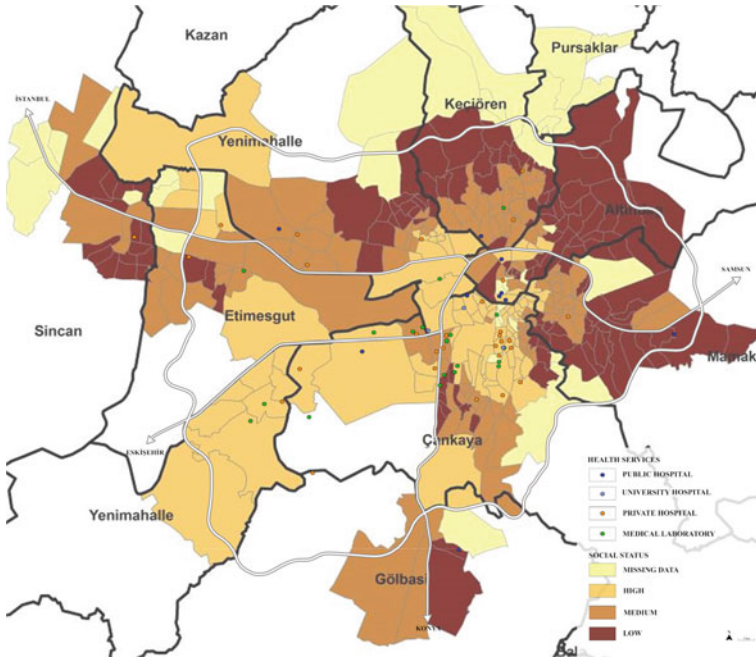 Kazan
Pursaklar
İSTANBUL
Keçiören
Yenimahalle
Altındağ
SAMSUN
Etimesgut
Sincan
Mamak
Çankaya
ESKİŞEHİR
Yenimahalle
Gölbaşı
KONYA
HEALTH SERVICES
PUBLIC HOSPITAL
UNIVERSITY HOSPITAL
PRIVATE HOSPITAL
MEDICAL LABORATORY
SOCIAL STATUS
MISSING DATA
HIGH
MEDIUM
LOW